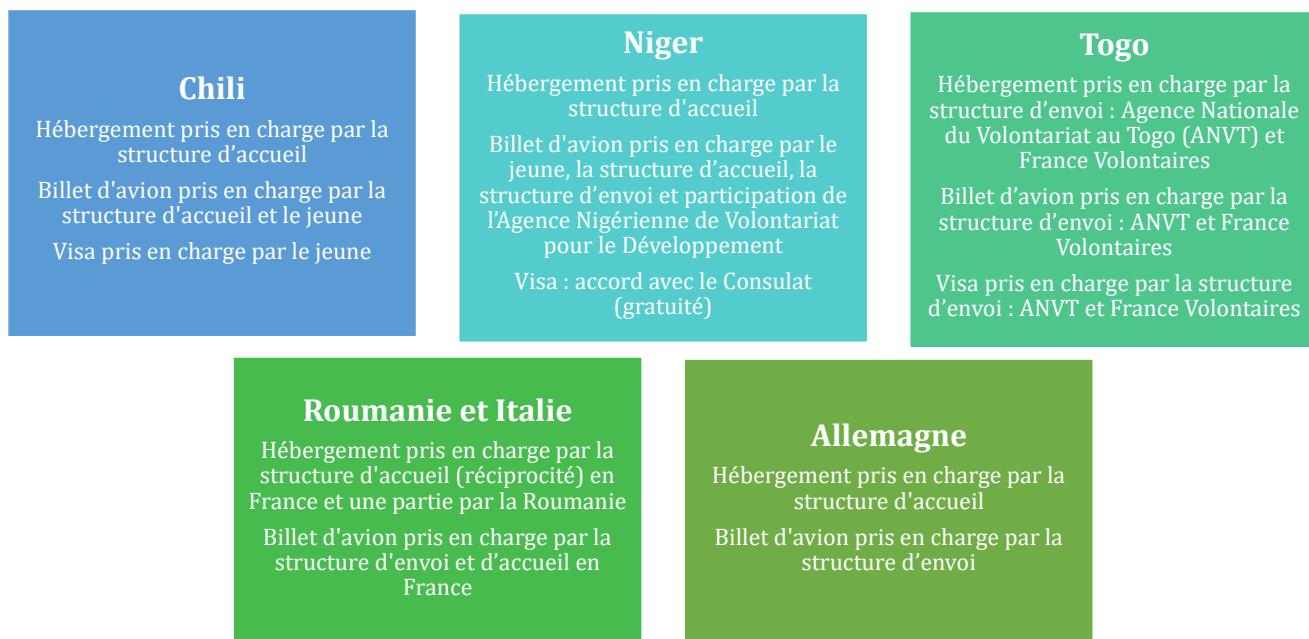 Chili
Hébergement pris en charge par la
structure d’accueil
Billet d'avion pris en charge par la
structure d'accueil et le jeune
Visa pris en charge par le jeune
Niger
Hébergement pris en charge par la
structure d'accueil
Billet d'avion pris en charge par le
jeune, la structure d’accueil, la
structure d’envoi et participation de
l’Agence Nigérienne de Volontariat
pour le Développement
Visa : accord avec le Consulat
(gratuité)
Togo
Hébergement pris en charge par la
structure d’envoi : Agence Nationale
du Volontariat au Togo (ANVT) et
France Volontaires
Billet d’avion pris en charge par la
structure d’envoi : ANVT et France
Volontaires
Visa pris en charge par la structure
d’envoi : ANVT et France Volontaires
Roumanie et Italie
Hébergement pris en charge par la
structure d'accueil (réciprocité) en
France et une partie par la Roumanie
Billet d'avion pris en charge par la
structure d'envoi et d’accueil en
France
Allemagne
Hébergement pris en charge par la
structure d'accueil
Billet d'avion pris en charge par la
structure d’envoi